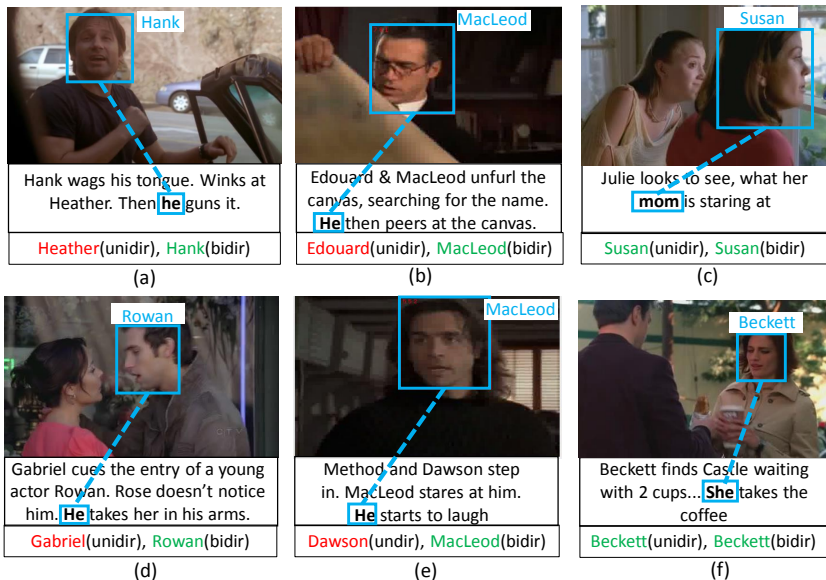 Hank
Hank wags his tongue. Winks at
Heather. Then he guns it.
Heather(unidir), Hank(bidir)
(a)
MacLeod
Edouard & MacLeod unfurl the
canvas, searching for the name.
He then peers at the canvas.
Edouard(unidir), MacLeod(bidir)
(b)
Susan
Julie looks to see, what her
mom is staring at
Susan(unidir), Susan(bidir)
(c)
Rowan
Gabriel cues the entry of a young
actor Rowan. Rose doesn't notice
him. He takes her in his arms.
Gabriel(unidir), Rowan(bidir)
(d)
MacLeod
Method and Dawson step
in. MacLeod stares at him.
He starts to laugh
Dawson(undir), MacLeod(bidir)
(e)
Beckett
Beckett finds Castle waiting
with 2 cups... She takes the
coffee
Beckett(unidir), Beckett(bidir)
(f)